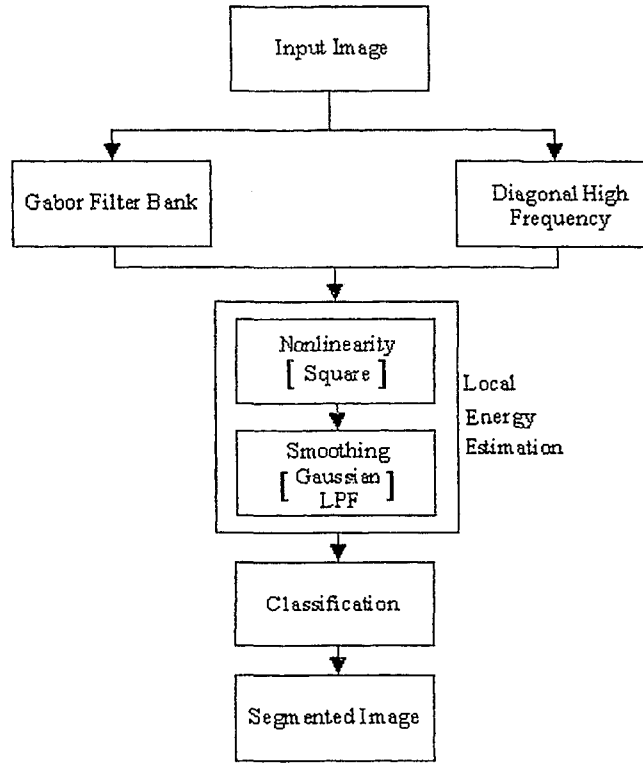 Input Image
Gabor Filter Bank
Diagonal High
Frequency
Nonlinearity
[ Square ]
Local
Energy
Estimation
Smoothing
[ Gaussian ]
LPF
Classification
Segmented Image